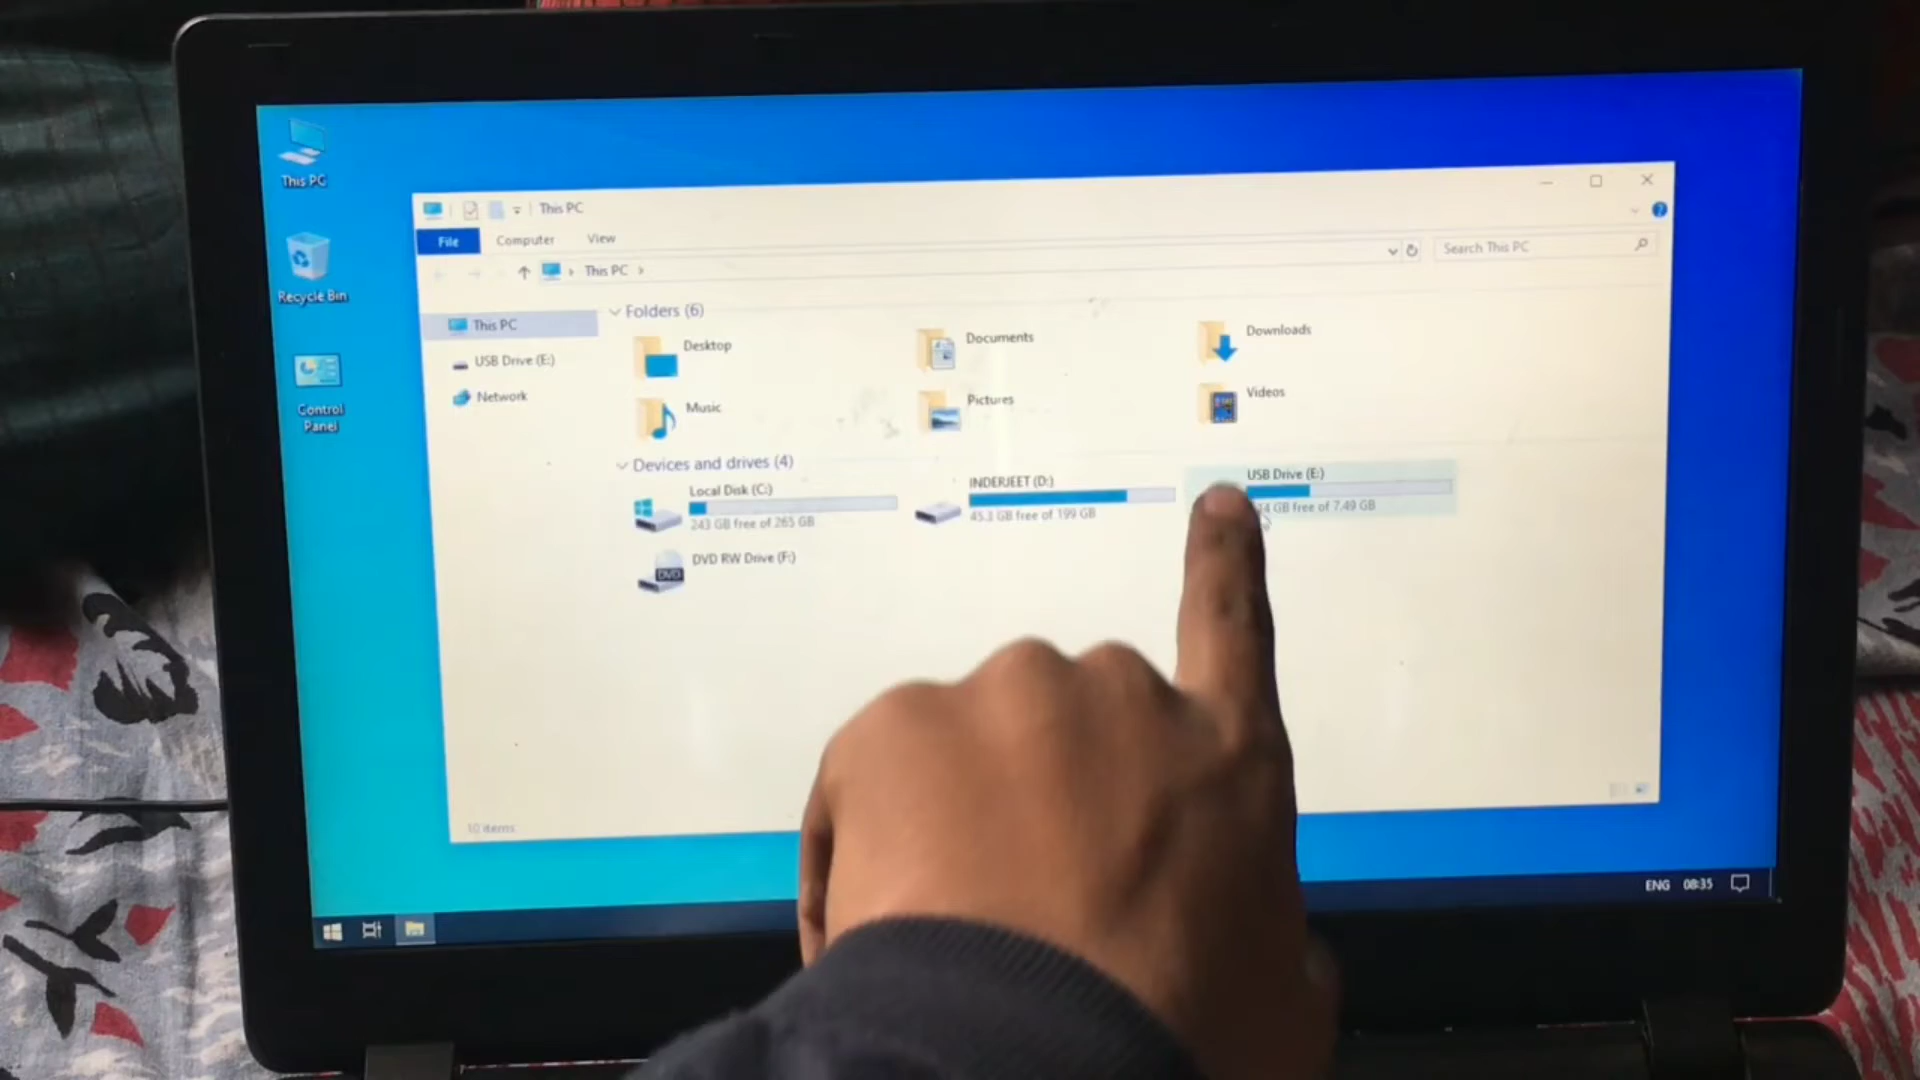 This PC
Recycle Bin
Control
Panel
This PC
File Computer View
This PC
Search This PC
This PC
USB Drive (E:)
Network
Folders (6)
Desktop
Documents
Downloads
Music
Pictures
Videos
Devices and drives (4)
Local Disk (C:)
243 GB free of 265 GB
INDERJEET (D:)
45.3 GB free of 199 GB
USB Drive (E:)
14 GB free of 7.49 GB
DVD RW Drive (F:)
DVD
10 items
ENG 08:35